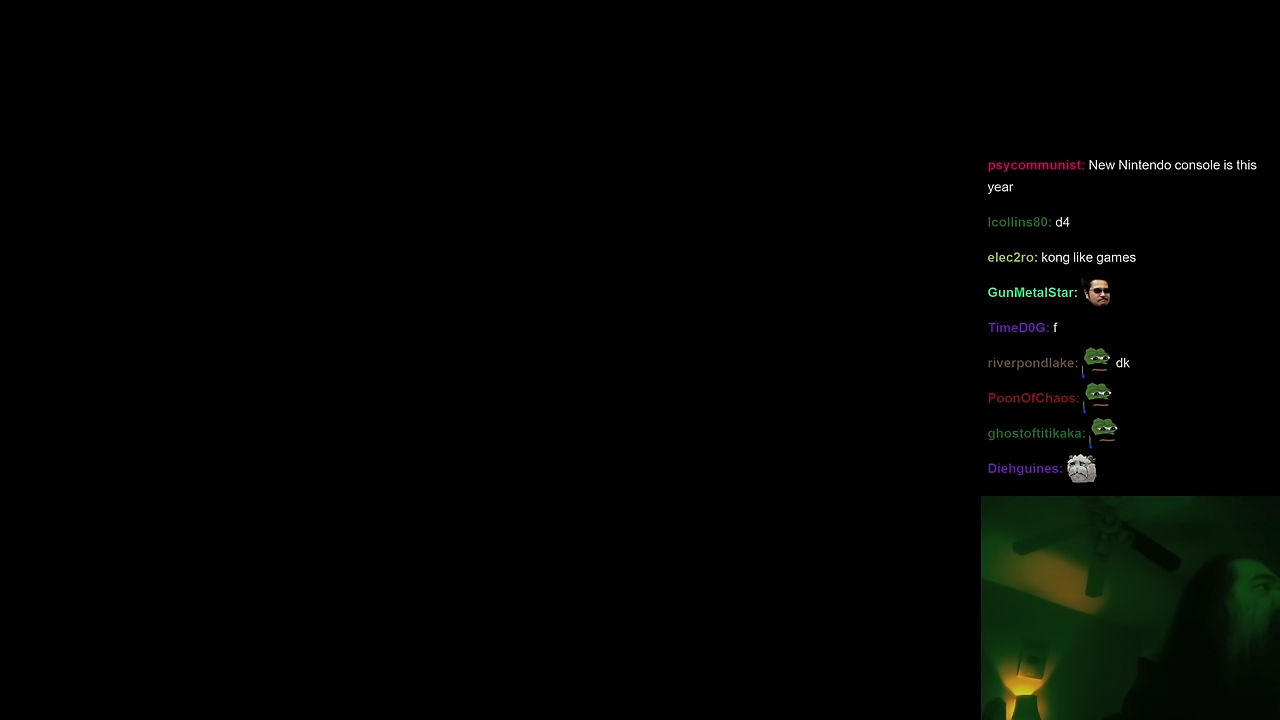 psycommunist: New Nintendo console is this
year
lcollins80: d4
elec2ro: kong like games
GunMetalStar:
TimeD0G: f
riverpondlake: dk
PoonOfChaos:
ghostoftitikaka:
Diehguines: